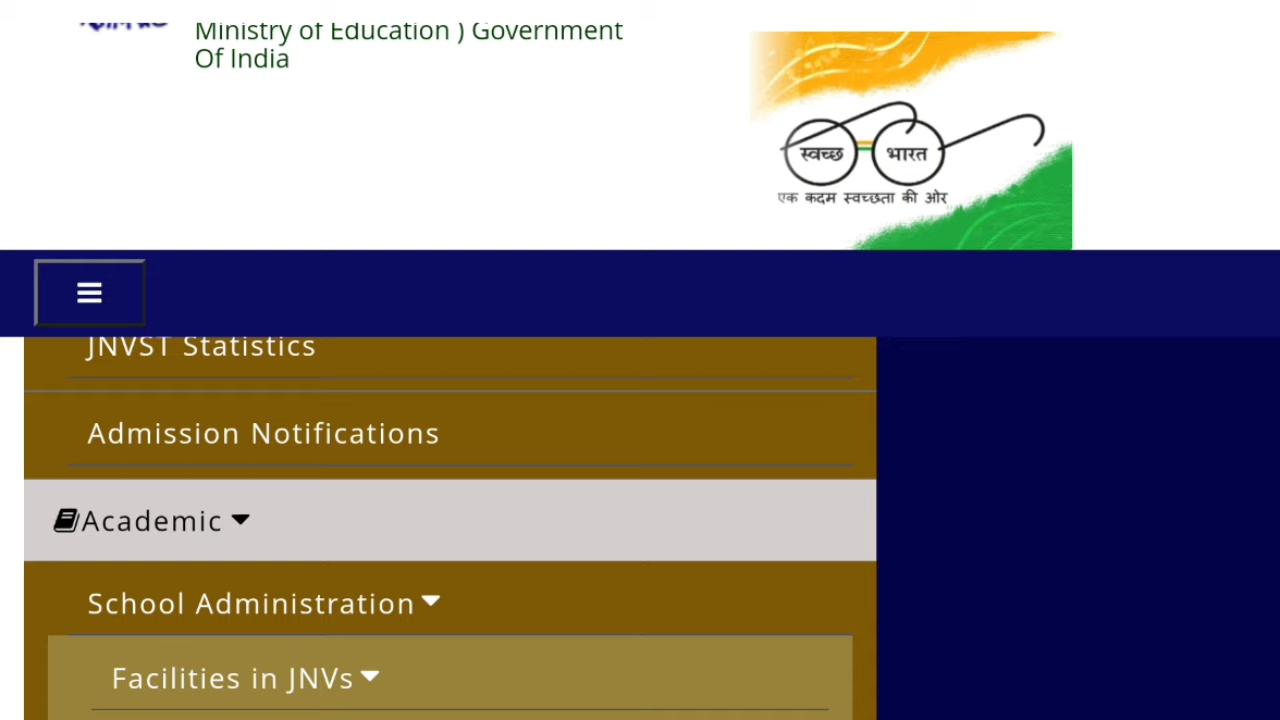 Ministry of Education ) Government
Of India
स्वच्छ भारत
एक कदम स्वच्छता की ओर
JNVST Statistics
Admission Notifications
Academic
School Administration
Facilities in JNVs